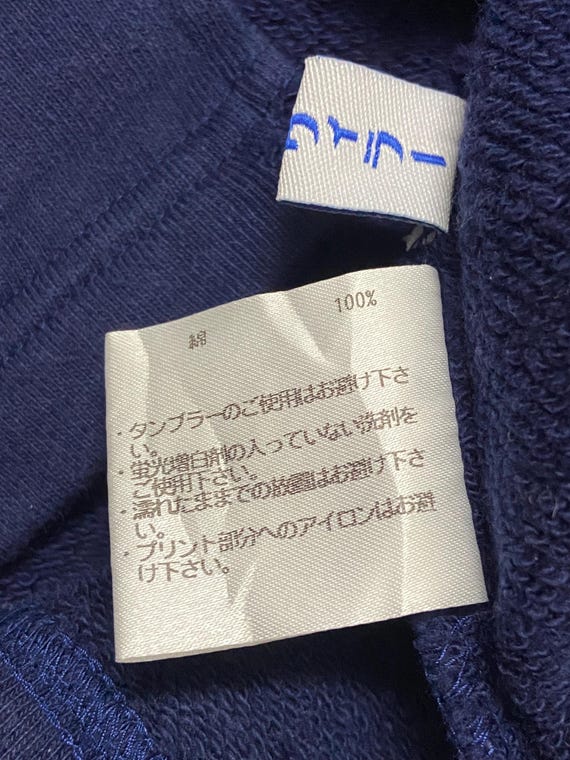 ウィラー
綿 100%
・タンブラーのご使用はお避け下さ
い。
・蛍光増白剤の入っていない洗剤を
ご使用下さい。
・濡れたままでの放置はお避け下さ
い。
・プリント部分へのアイロンはお避
け下さい。